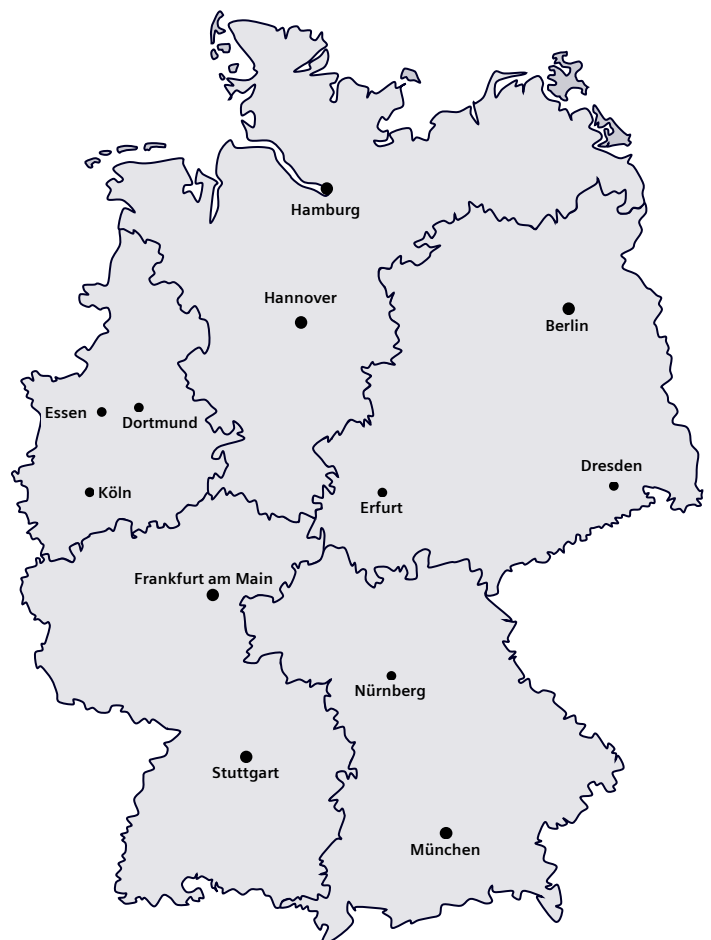 Hamburg
Hannover
Berlin
Essen
Dortmund
Dresden
Köln
Erfurt
Frankfurt am Main
Nürnberg
Stuttgart
München